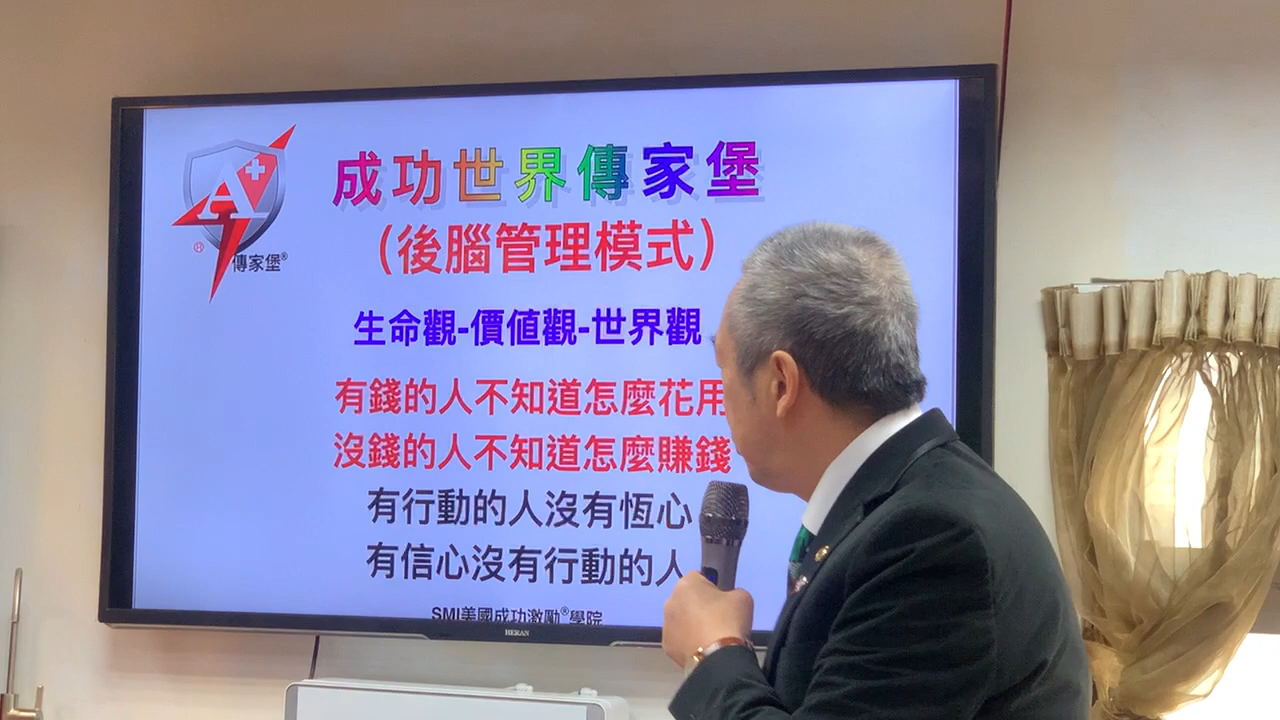 成功世界傳家堡
(後腦管理模式)
A
®
傳家堡®
生命觀-價值觀-世界觀
有錢的人不知道怎麼花用
沒錢的人不知道怎麼賺錢
有行動的人沒有恆心
有信心沒有行動的人
SMI美國成功激勵®學院
HERAN